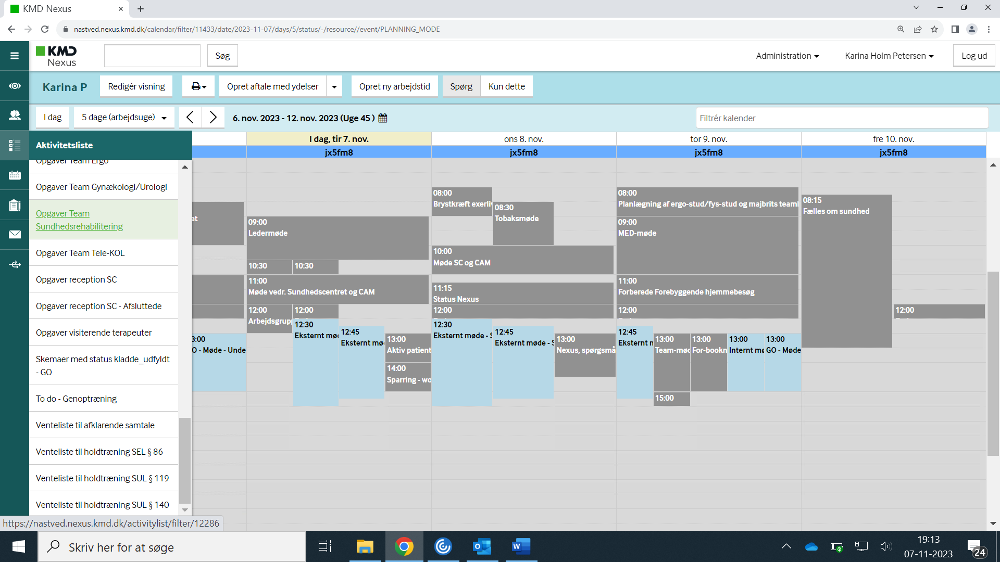 KMD Nexus
nastved.nexus.kmd.dk/calendar/filter/11433/date/2023-11-07/days/5/status/-/resource//event/PLANNING_MODE
KMD
Nexus
Søg
Administration
Karina Holm Petersen
Log ud
Karina P
Redigér visning
Opret aftale med ydelser
Opret ny arbejdstid
Spørg
Kun dette
I dag
5 dage (arbejdsuge)
6. nov. 2023 - 12. nov. 2023 (Uge 45 )
Filtrér kalender
Aktivitetsliste
Opgaver Team Ergo
Opgaver Team Gynækologi/Urologi
Opgaver Team
Sundhedsrehabilitering
Opgaver Team Tele-KOL
Opgaver reception SC
Opgaver reception SC - Afsluttede
Opgaver visiterende terapeuter
Skemaer med status kladde_udfyldt
- GO
To do - Genoptræning
Venteliste til afklarende samtale
Venteliste til holdtræning SEL § 86
Venteliste til holdtræning SUL § 119
Venteliste til holdtræning SUL § 140
et
3:00
O - Møde - Unde
I dag, tir 7. nov.
jx5fm8
09:00
Ledermøde
10:30
10:30
11:00
Møde vedr. Sundhedscentret og CAM
12:00
Arbejdsgrupp
12:00
12:30
Eksternt mø
12:45
Eksternt mø
13:00
Aktiv patient
14:00
Sparring - wo
ons 8. nov.
jx5fm8
08:00
Brystkræft exerliv
08:30
Tobaksmøde
10:00
Møde SC og CAM
11:15
Status Nexus
12:00
12:30
Eksternt møde - S
12:45
Eksternt møde - S
13:00
Nexus, spørgsmå
tor 9. nov.
jx5fm8
08:00
Planlægning af ergo-stud/fys-stud og majbrits teaml
09:00
MED-møde
11:00
Forberede Forebyggende hjemmebesøg
12:00
12:45
Eksternt m
13:00
Team-mød
13:00
For-bookn
13:00
Internt mø
13:00
GO - Møde
15:00
fre 10. nov.
jx5fm8
08:15
Fælles om sundhed
12:00
https://nastved.nexus.kmd.dk/activitylist/filter/12286
Skriv her for at søge
19:13
07-11-2023
24